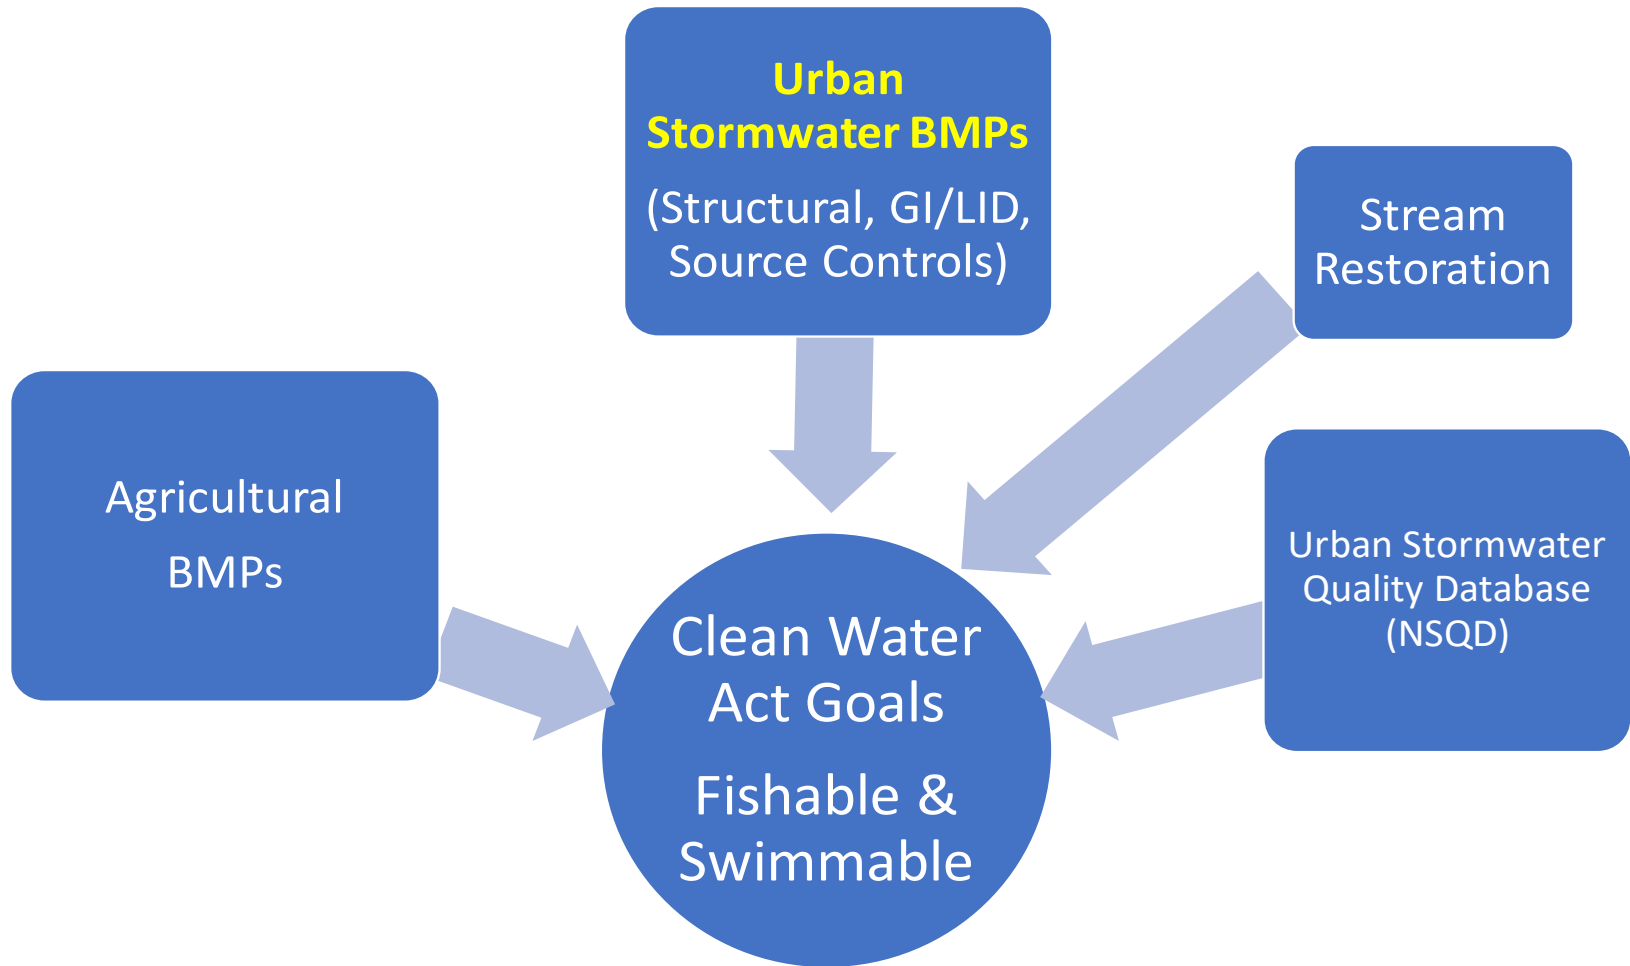 Urban
Stormwater BMPs
(Structural, GI/LID,
Source Controls)
Stream
Restoration
Agricultural
BMPs
Urban Stormwater
Quality Database
(NSQD)
Clean Water
Act Goals
Fishable &
Swimmable